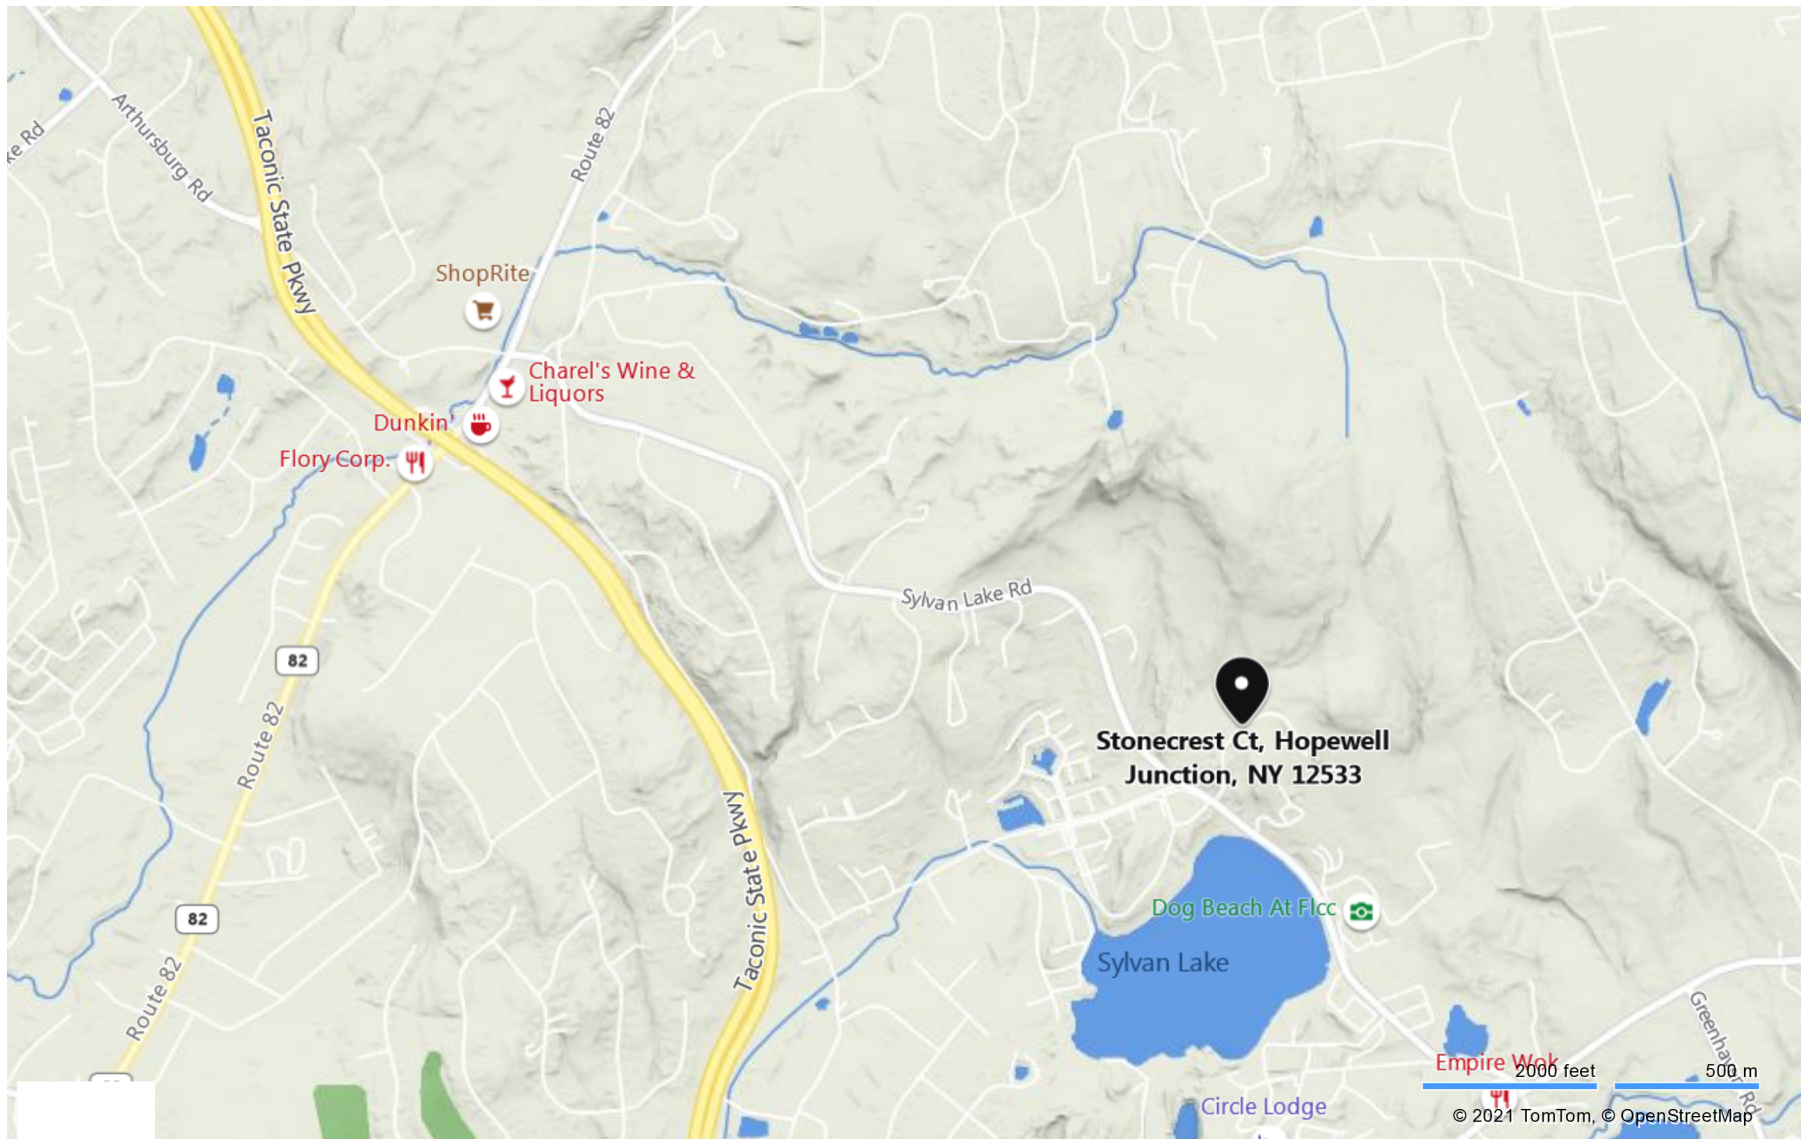 Arthursburg Rd
ke Rd
Taconic State Pkwy
Route 82
ShopRite
Charel's Wine &
Liquors
Dunkin'
Flory Corp.
Sylvan Lake Rd
82
Route 82
Stonecrest Ct, Hopewell
Junction, NY 12533
Taconic State Pkwy
82
Dog Beach At Flcc
Sylvan Lake
Route 82
Greenhaven Rd
Empire Wok
2000 feet
500 m
Circle Lodge
© 2021 TomTom, © OpenStreetMap